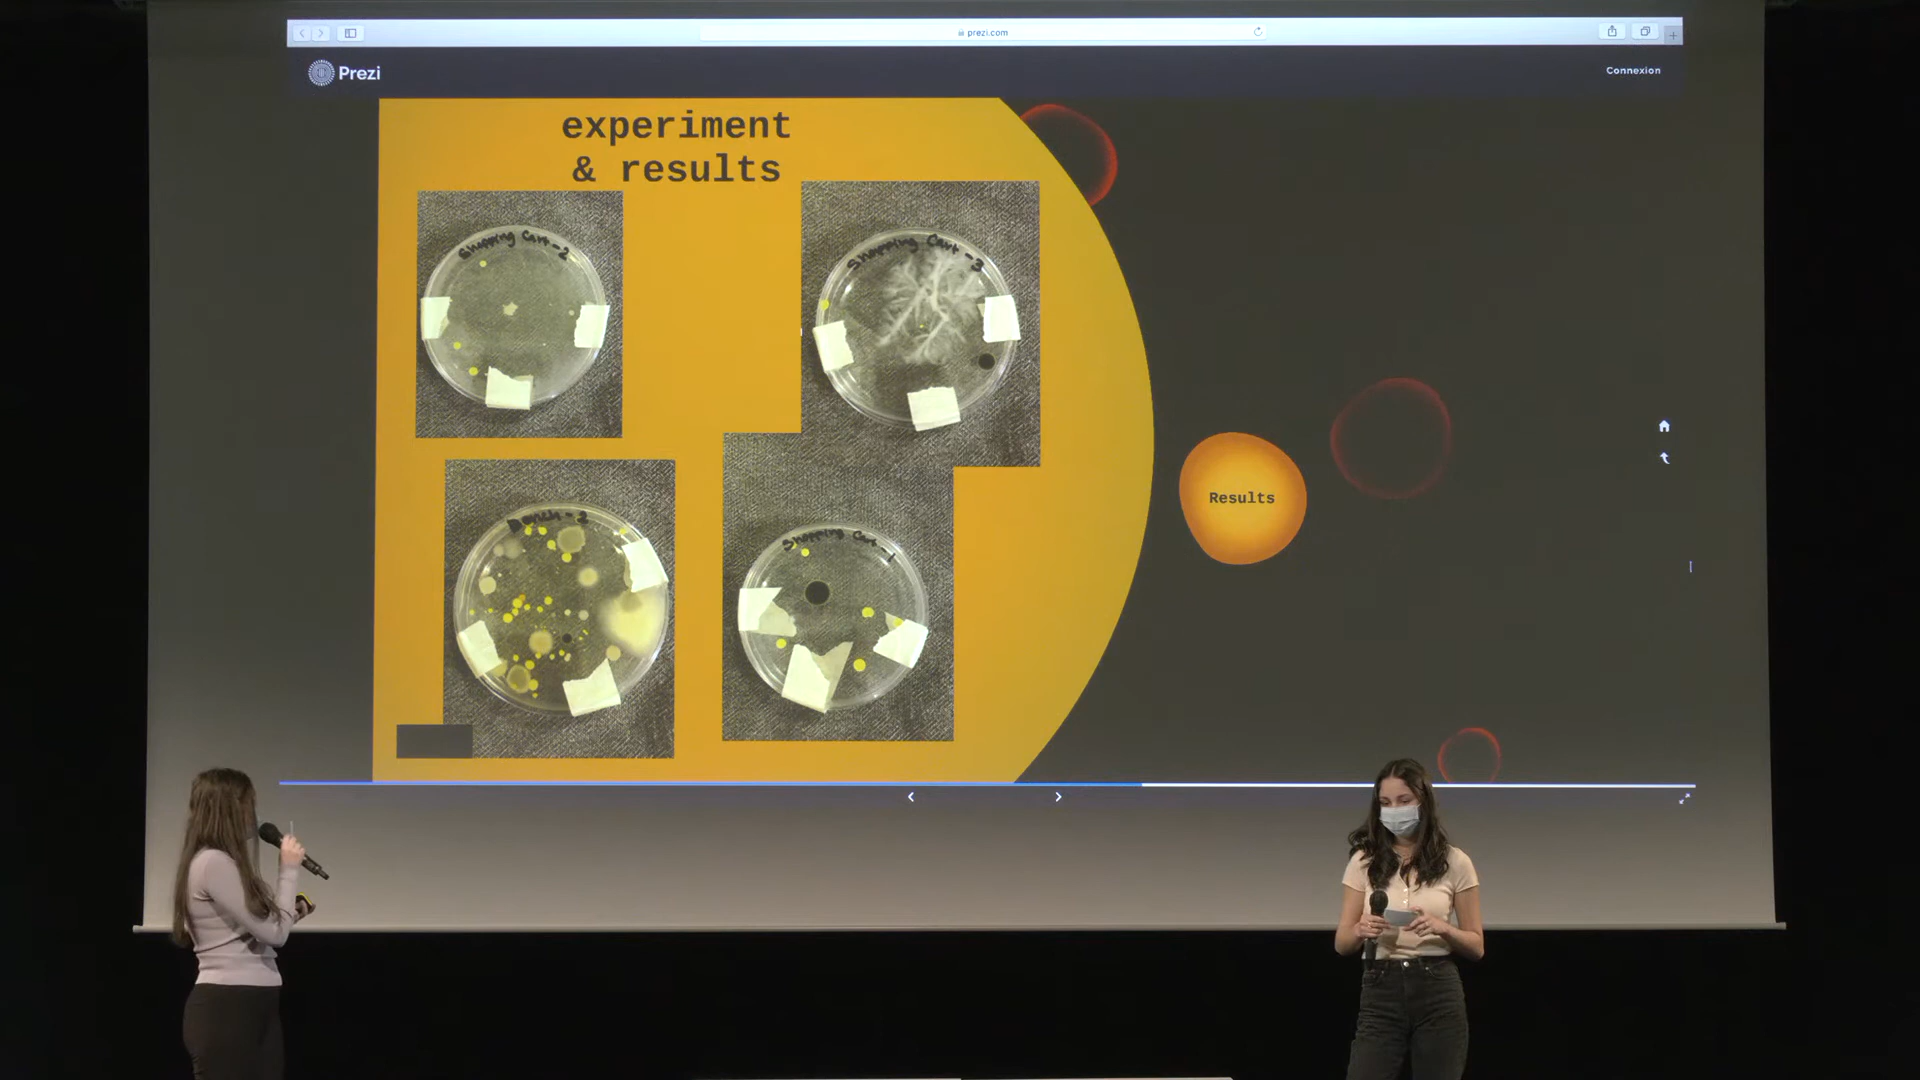 prezi.com
Prezi
Connexion
experiment
& results
Shopping Cart-2
Shopping Cart-3
Bench-2
Shopping Cart-1
Results